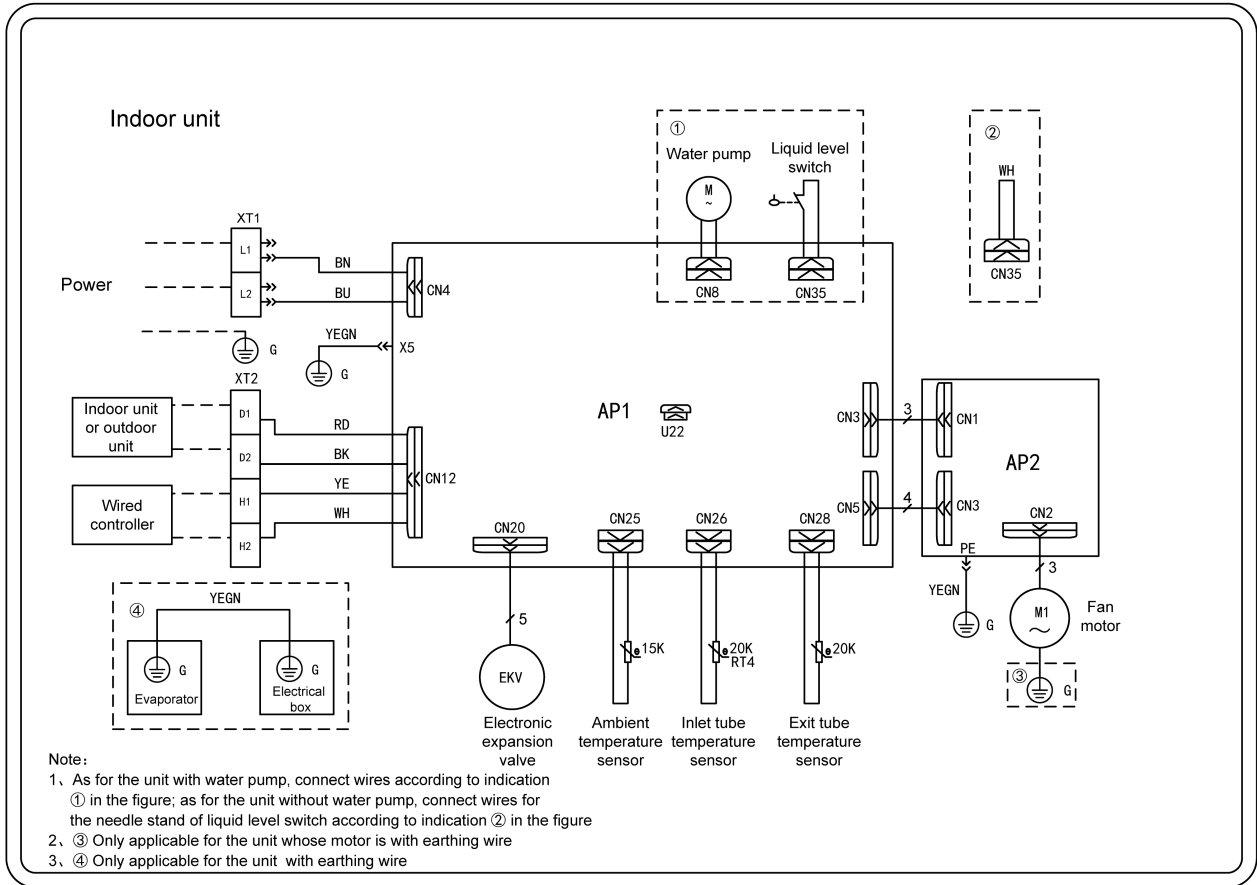 Indoor unit
①
Water pump
M
~
CN8
Liquid level
switch
CN35
②
WH
CN35
Power
XT1
L1
L2
BN
BU
CN4
G
YEGN
X5
G
XT2
D1
D2
H1
H2
Indoor unit
or outdoor
unit
Wired
controller
RD
BK
YE
WH
CN12
AP1
U22
CN3
3
CN1
CN5
4
CN3
AP2
CN2
PE
YEGN
G
3
M1
~
Fan
motor
③
G
CN20
5
EKV
Electronic
expansion
valve
CN25
15K
Ambient
temperature
sensor
CN26
20K
RT4
Inlet tube
temperature
sensor
CN28
20K
Exit tube
temperature
sensor
④
YEGN
G
Evaporator
G
Electrical
box
Note:
1、As for the unit with water pump, connect wires according to indication
① in the figure; as for the unit without water pump, connect wires for
the needle stand of liquid level switch according to indication ② in the figure
2、③ Only applicable for the unit whose motor is with earthing wire
3、④ Only applicable for the unit with earthing wire